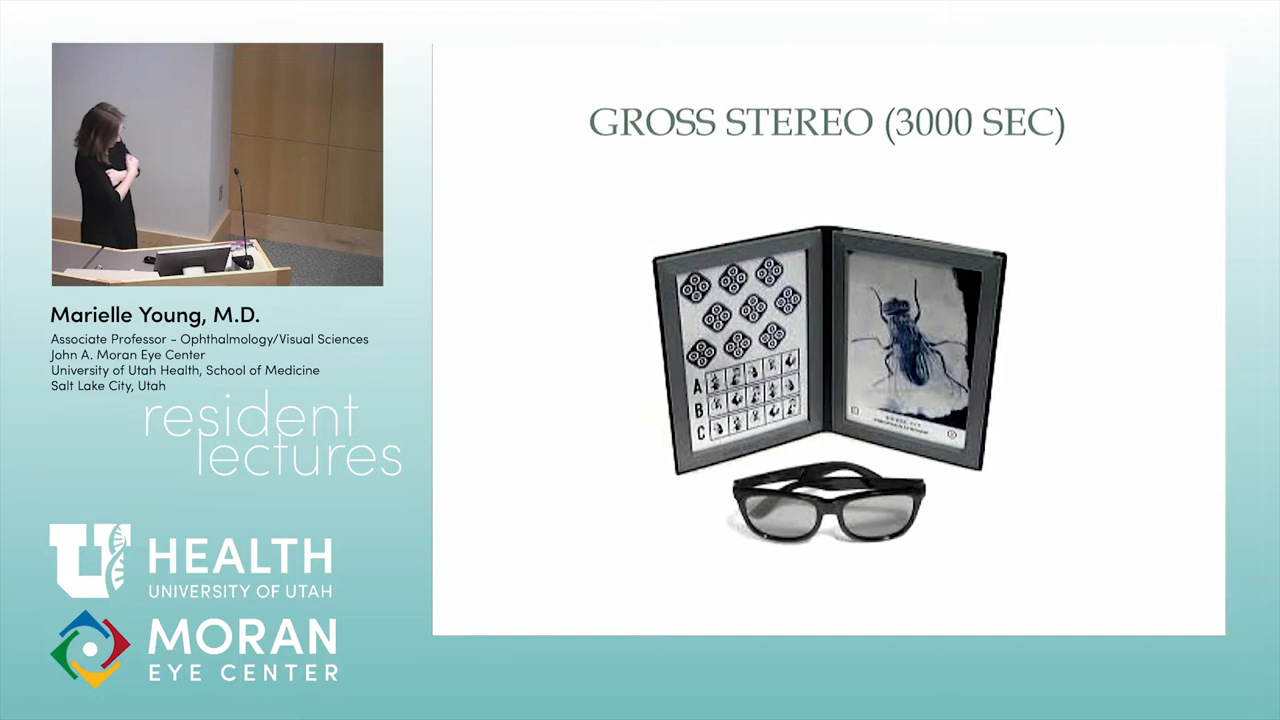 GROSS STEREO (3000 SEC)
A
B
C
Marielle Young, M.D.
Associate Professor - Ophthalmology/Visual Sciences
John A. Moran Eye Center
University of Utah Health, School of Medicine
Salt Lake City, Utah
resident
lectures
U HEALTH
UNIVERSITY OF UTAH
MORAN
EYE CENTER